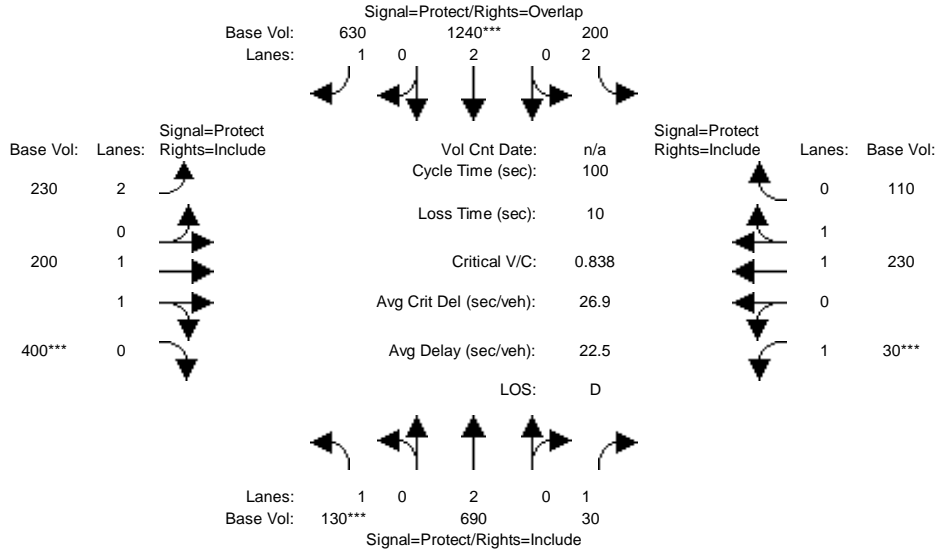 Signal=Protect/Rights=Overlap
Base Vol: 630 1240*** 200
Lanes: 1 0 2 0 2
Signal=Protect Signal=Protect
Base Vol: Lanes: Rights=Include Vol Cnt Date: n/a Rights=Include Lanes: Base Vol:
Cycle Time (sec): 100
230 2 0 110
Loss Time (sec): 10
0 1
200 1 Critical V/C: 0.838 1 230
1 Avg Crit Del (sec/veh): 26.9 0
400*** 0 Avg Delay (sec/veh): 22.5 1 30***
LOS: D
Lanes: 1 0 2 0 1
Base Vol: 130*** 690 30
Signal=Protect/Rights=Include